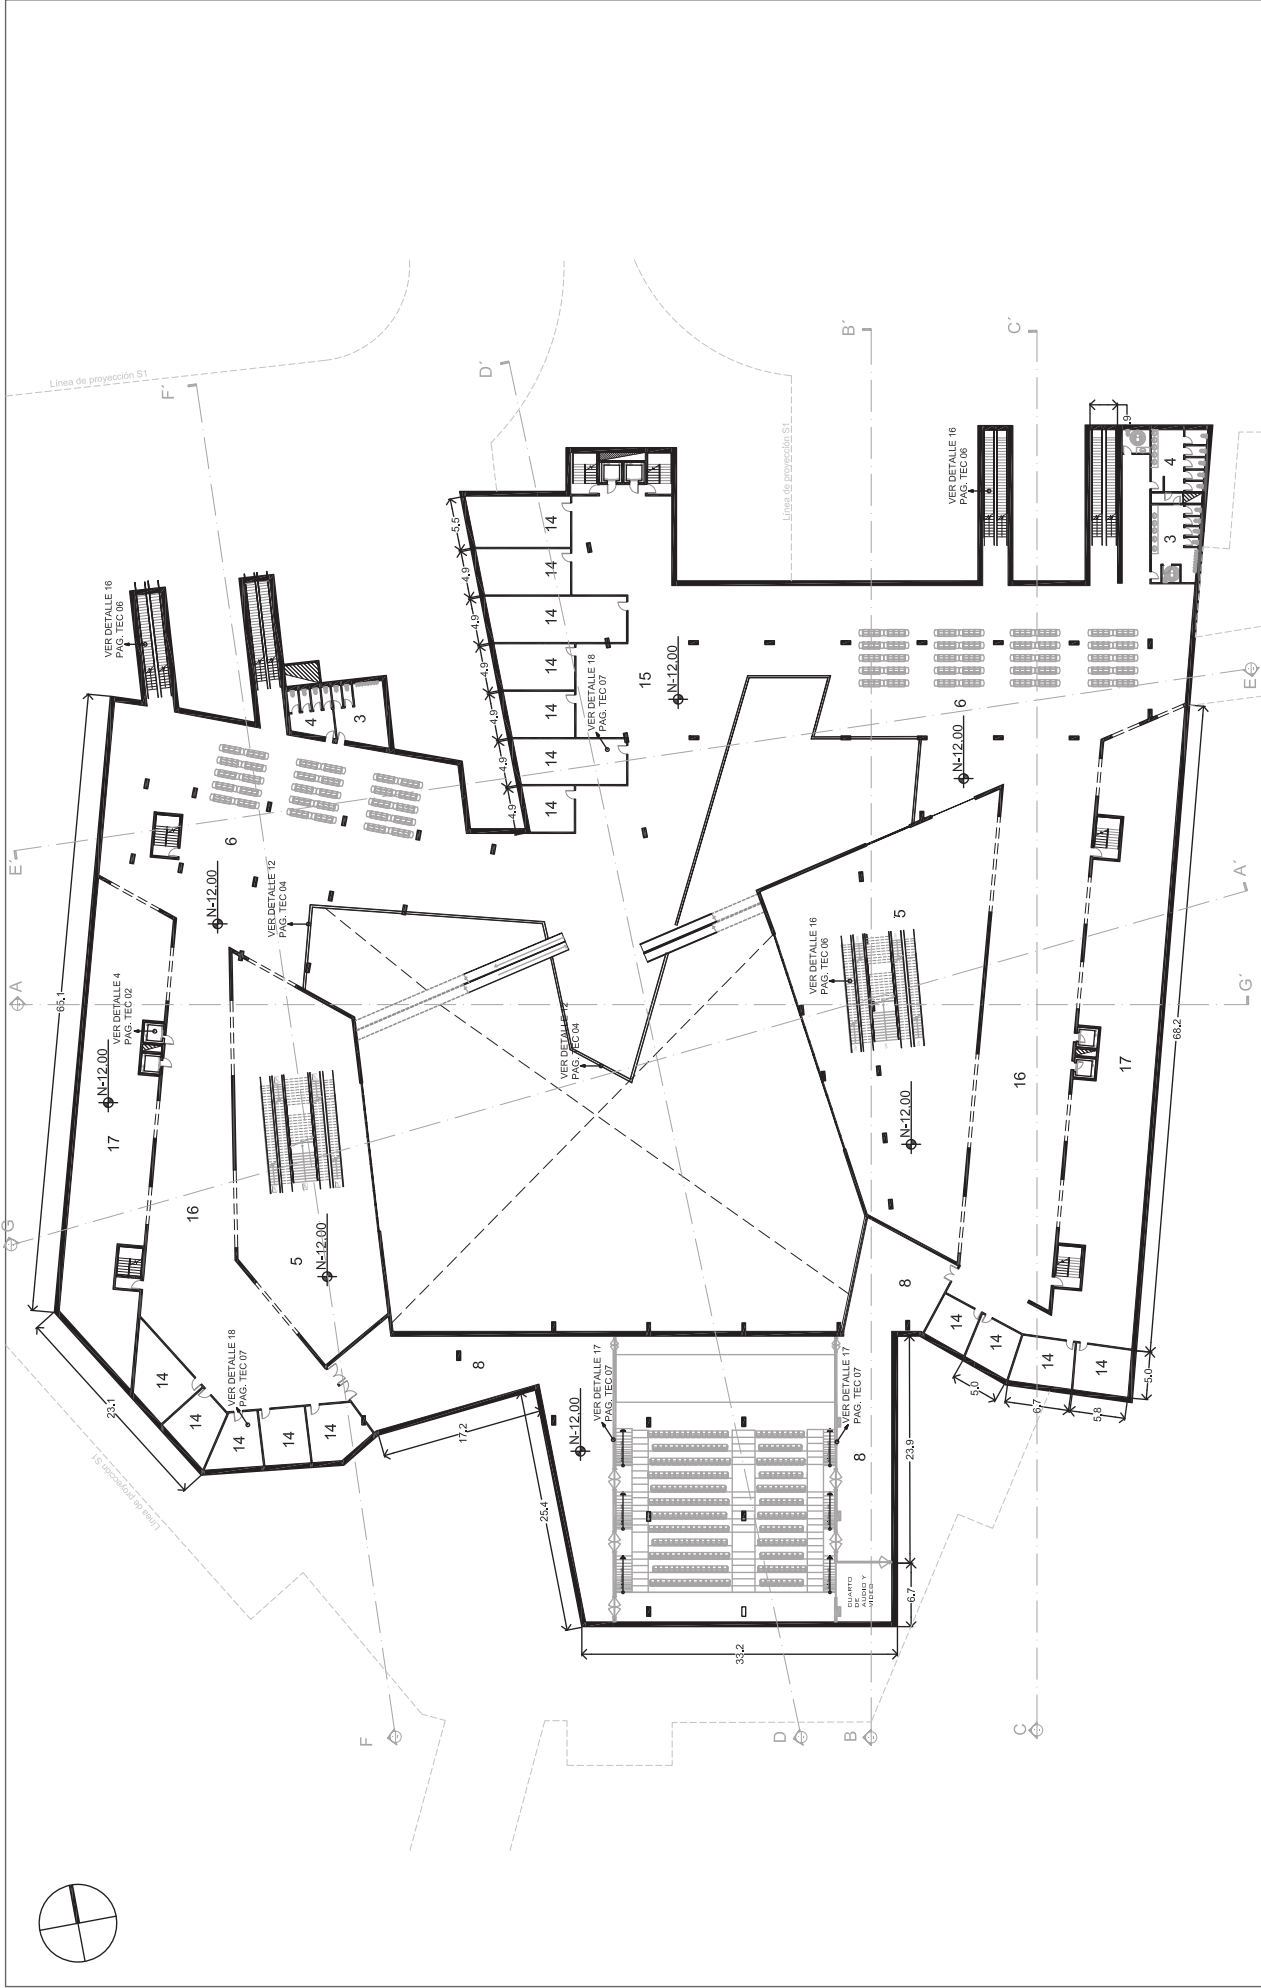 Línea de proyección S1
F´
D´
B´
C´
VER DETALLE 16
PAG. TEC 06
VER DETALLE 16
PAG. TEC 06
Línea de proyección S1
.9
4
3
4
3
5.5
4.9
4.9
4.9
4.9
4.9
4.9
14
14
14
14
14
14
14
15
N-12.00
VER DETALLE 18
PAG. TEC 07
6
N-12.00
E
E´
6
N-12.00
VER DETALLE 12
PAG. TEC 04
A
A´
G´
65.1
VER DETALLE 4
PAG. TEC 02
N-12.00
17
16
5
N-12.00
G
VER DETALLE 12
PAG. TEC 04
VER DETALLE 16
PAG. TEC 06
5
N-12.00
16
17
68.2
8
14
14
14
14
5.0
6.7
5.8
5.0
23.1
14
14
14
14
14
VER DETALLE 18
PAG. TEC 07
Línea de proyección S1
8
17.2
25.4
N-12.00
VER DETALLE 17
PAG. TEC 07
VER DETALLE 17
PAG. TEC 07
8
23.9
6.7
CUARTO
DE
AUDIO Y
VIDEO
33.2
F
D
B
C